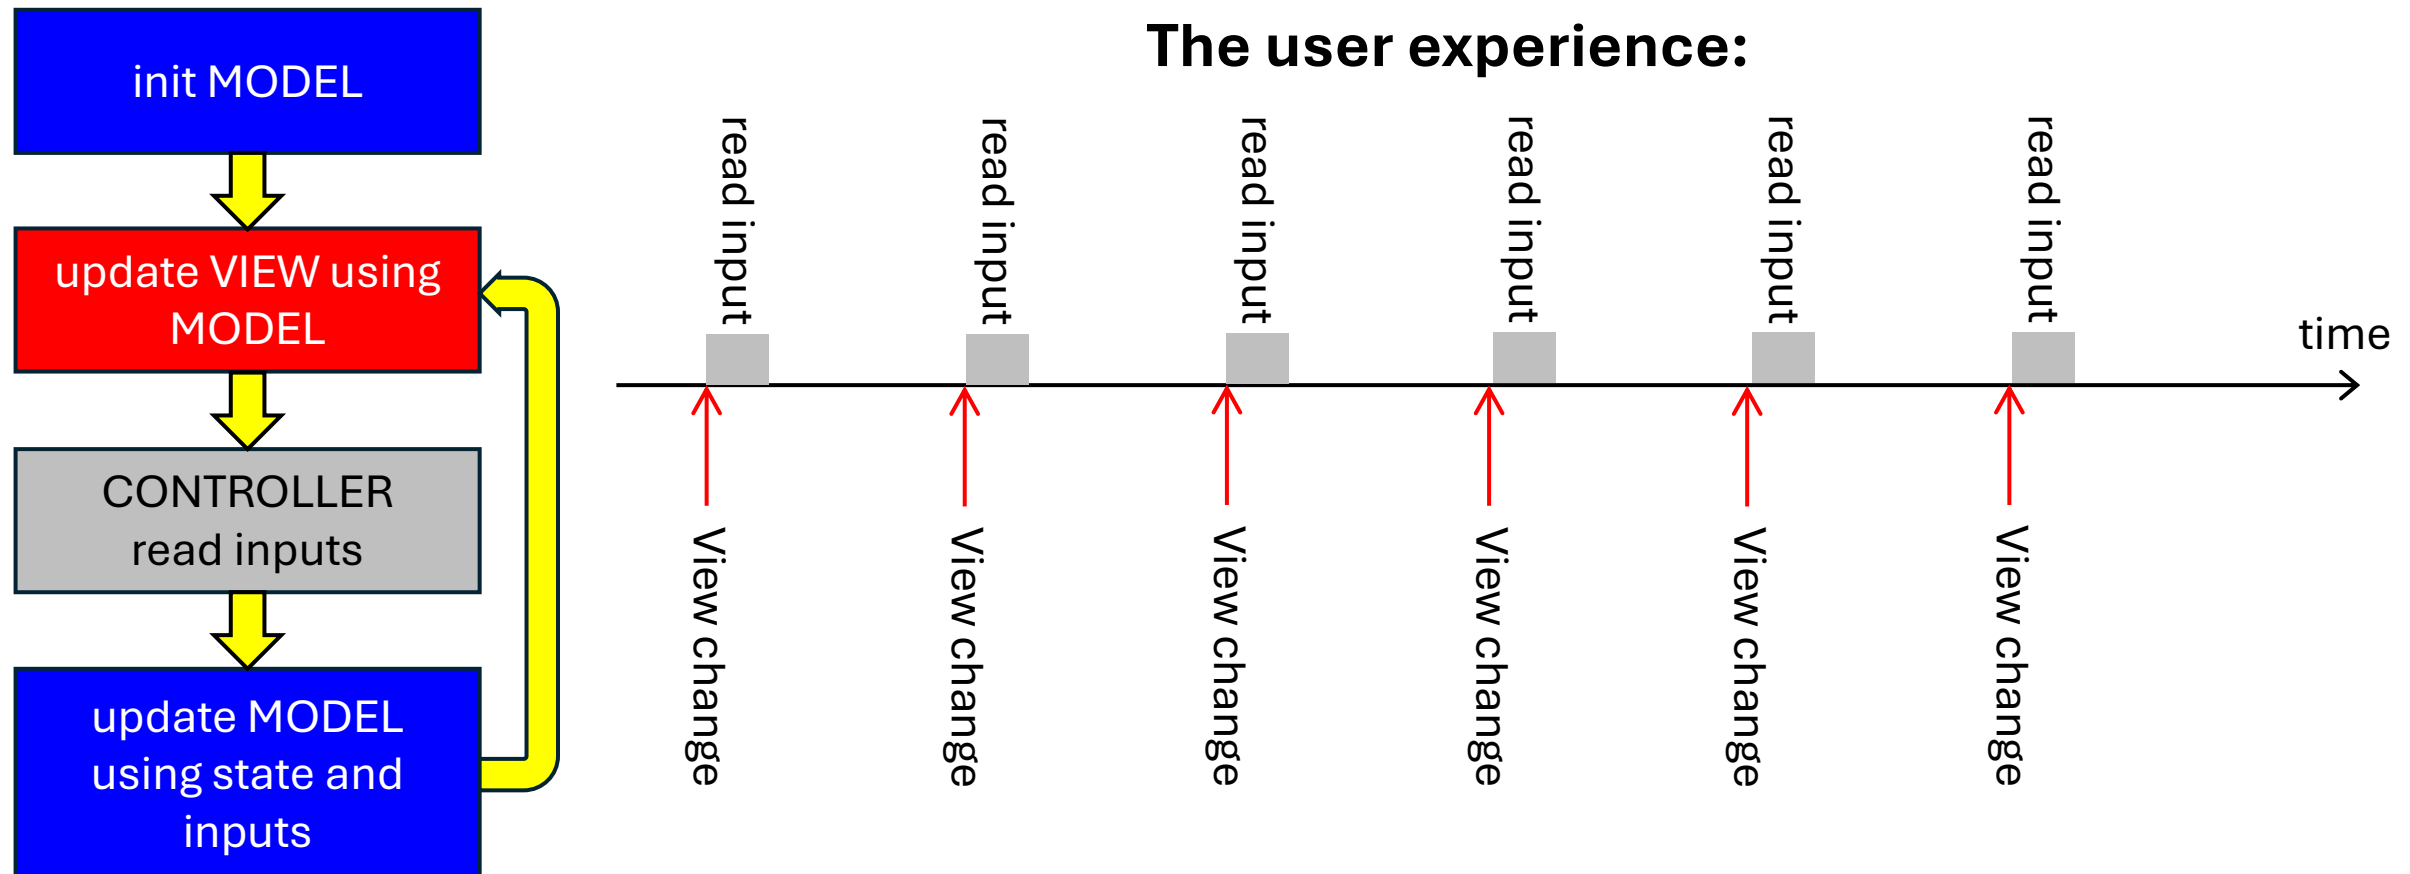 init MODEL
update VIEW using
MODEL
CONTROLLER
read inputs
update MODEL
using state and
inputs
The user experience:
read input
read input
read input
read input
read input
read input
time
View change
View change
View change
View change
View change
View change